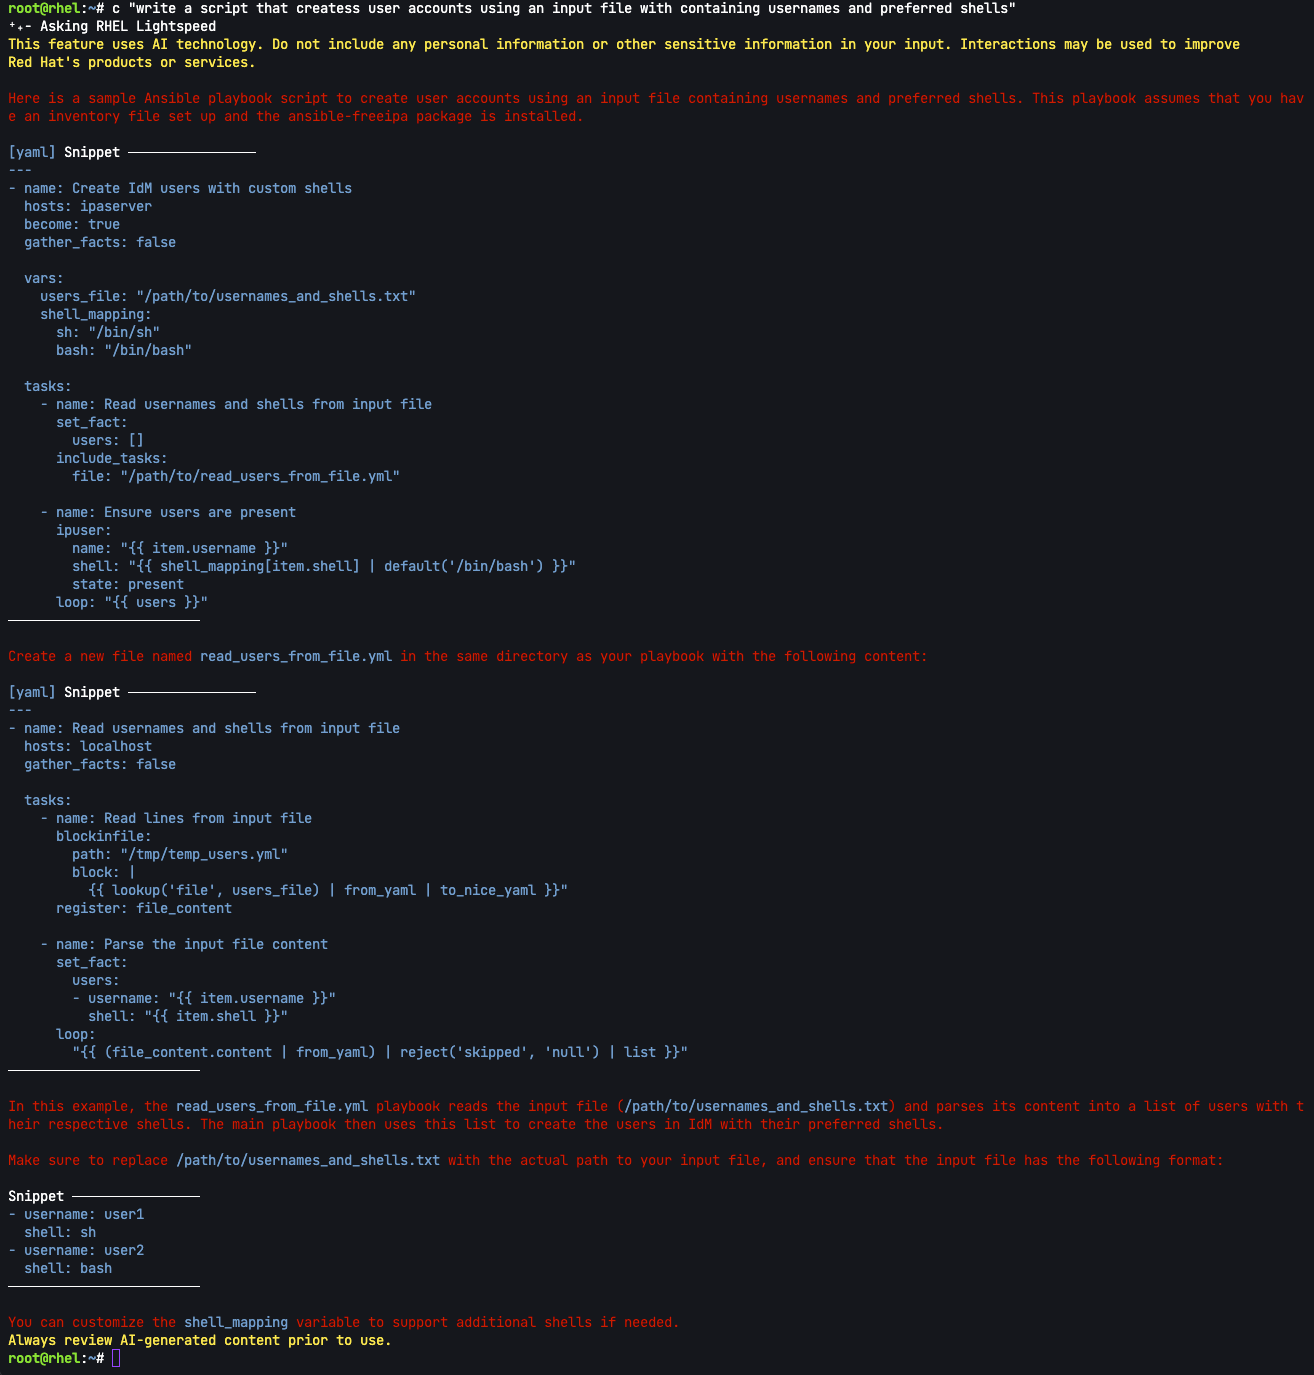 root@rhel:~# c "write a script that createss user accounts using an input file with containing usernames and preferred shells"
⁺₊₋ Asking RHEL Lightspeed
This feature uses AI technology. Do not include any personal information or other sensitive information in your input. Interactions may be used to improve
Red Hat's products or services.

Here is a sample Ansible playbook script to create user accounts using an input file containing usernames and preferred shells. This playbook assumes that you hav
e an inventory file set up and the ansible-freeipa package is installed.

[yaml] Snippet ────────────────
---
- name: Create IdM users with custom shells
  hosts: ipaserver
  become: true
  gather_facts: false

  vars:
    users_file: "/path/to/usernames_and_shells.txt"
    shell_mapping:
      sh: "/bin/sh"
      bash: "/bin/bash"

  tasks:
    - name: Read usernames and shells from input file
      set_fact:
        users: []
      include_tasks:
        file: "/path/to/read_users_from_file.yml"

    - name: Ensure users are present
      ipuser:
        name: "{{ item.username }}"
        shell: "{{ shell_mapping[item.shell] | default('/bin/bash') }}"
        state: present
      loop: "{{ users }}"
────────────────────────

Create a new file named read_users_from_file.yml in the same directory as your playbook with the following content:

[yaml] Snippet ────────────────
---
- name: Read usernames and shells from input file
  hosts: localhost
  gather_facts: false

  tasks:
    - name: Read lines from input file
      blockinfile:
        path: "/tmp/temp_users.yml"
        block: |
          {{ lookup('file', users_file) | from_yaml | to_nice_yaml }}"
      register: file_content

    - name: Parse the input file content
      set_fact:
        users:
        - username: "{{ item.username }}"
          shell: "{{ item.shell }}"
      loop:
        "{{ (file_content.content | from_yaml) | reject('skipped', 'null') | list }}"
────────────────────────

In this example, the read_users_from_file.yml playbook reads the input file (/path/to/usernames_and_shells.txt) and parses its content into a list of users with t
heir respective shells. The main playbook then uses this list to create the users in IdM with their preferred shells.

Make sure to replace /path/to/usernames_and_shells.txt with the actual path to your input file, and ensure that the input file has the following format:

Snippet ────────────────
- username: user1
  shell: sh
- username: user2
  shell: bash
────────────────────────

You can customize the shell_mapping variable to support additional shells if needed.
Always review AI-generated content prior to use.
root@rhel:~#